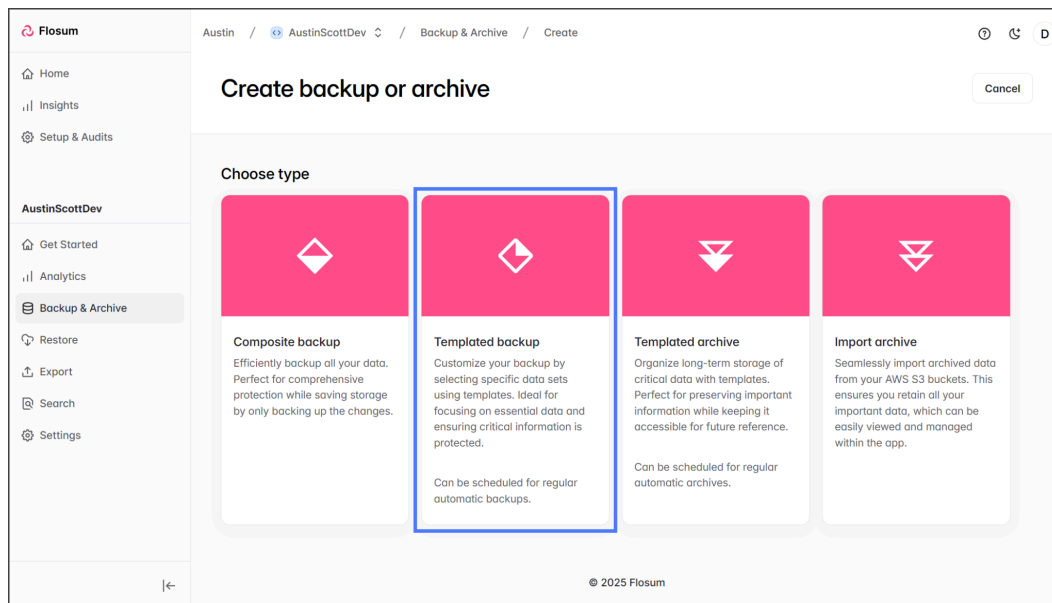 Flosum
Austin / AustinScottDev / Backup & Archive / Create
D
Home
Insights
Setup & Audits
AustinScottDev
Get Started
Analytics
Backup & Archive
Restore
Export
Search
Settings
Create backup or archive
Cancel
Choose type
Composite backup
Efficiently backup all your data.
Perfect for comprehensive
protection while saving storage
by only backing up the changes.
Templated backup
Customize your backup by
selecting specific data sets
using templates. Ideal for
focusing on essential data and
ensuring critical information is
protected.
Can be scheduled for regular
automatic backups.
Templated archive
Organize long-term storage of
critical data with templates.
Perfect for preserving important
information while keeping it
accessible for future reference.
Can be scheduled for regular
automatic archives.
Import archive
Seamlessly import archived data
from your AWS S3 buckets. This
ensures you retain all your
important data, which can be
easily viewed and managed
within the app.
© 2025 Flosum